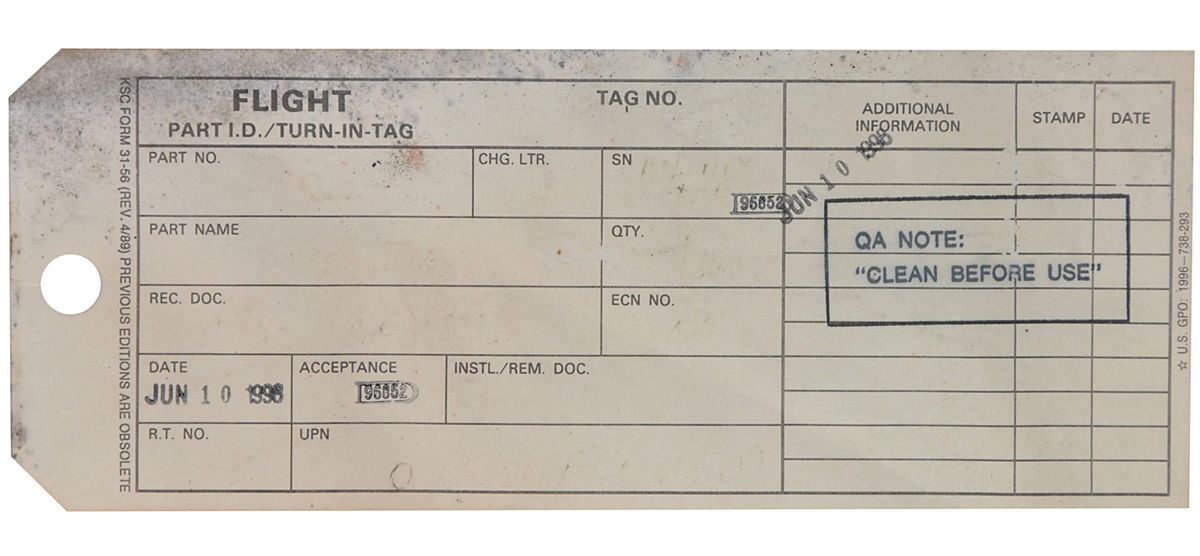 FLIGHT
PART I.D./TURN-IN-TAG
TAG NO.
ADDITIONAL
INFORMATION
STAMP
DATE
PART NO.
CHG. LTR.
SN
96652
JUN 10 1998
PART NAME
QTY.
QA NOTE:
"CLEAN BEFORE USE"
REC. DOC.
ECN NO.
DATE
JUN 10 1998
ACCEPTANCE
96652
INSTL./REM. DOC.
R.T. NO.
UPN
KSC FORM 31-56 (REV. 4/89) PREVIOUS EDITIONS ARE OBSOLETE
☆ U.S. GPO: 1996—738-293